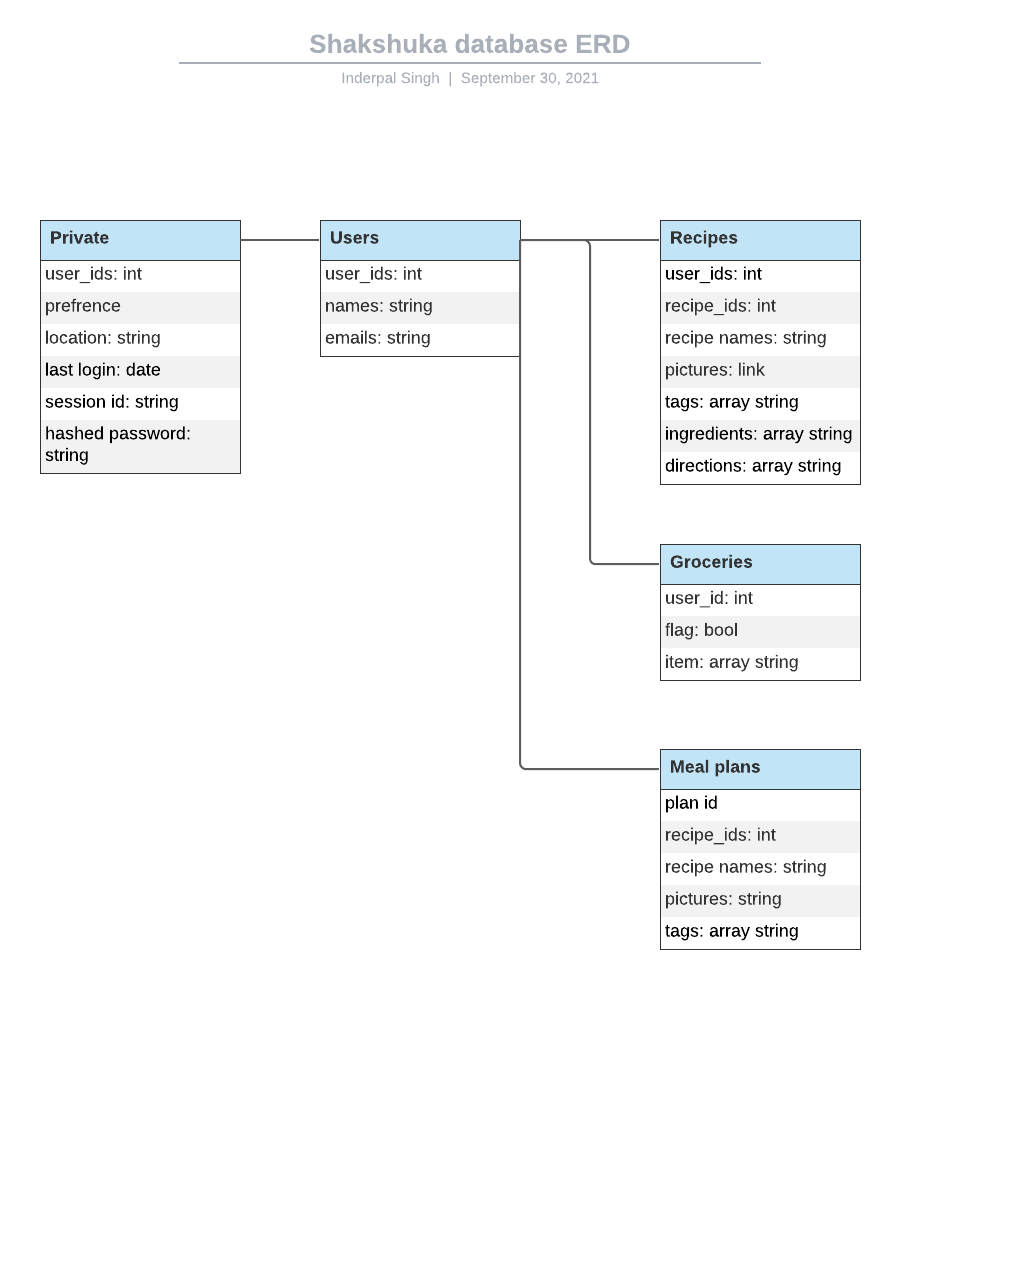 Shakshuka database ERD
Inderpal Singh | September 30, 2021
Private
user_ids: int
prefrence
location: string
last login: date
session id: string
hashed password:
string
Users
user_ids: int
names: string
emails: string
Recipes
user_ids: int
recipe_ids: int
recipe names: string
pictures: link
tags: array string
ingredients: array string
directions: array string
Groceries
user_id: int
flag: bool
item: array string
Meal plans
plan id
recipe_ids: int
recipe names: string
pictures: string
tags: array string